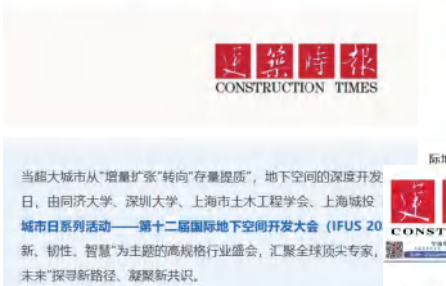 建築時報
CONSTRUCTION TIMES
当超大城市从“增量扩张”转向“存量提质”，地下空间的深度开发
日，由同济大学、深圳大学、上海市土木工程学会、上海城投
城市日系列活动——第十二届国际地下空间开发大会（IFUS 20
新、韧性、智慧”为主题的高规格行业盛会，汇聚全球顶尖专家，
未来”探寻新路径、凝聚新共识。
际地
CONST